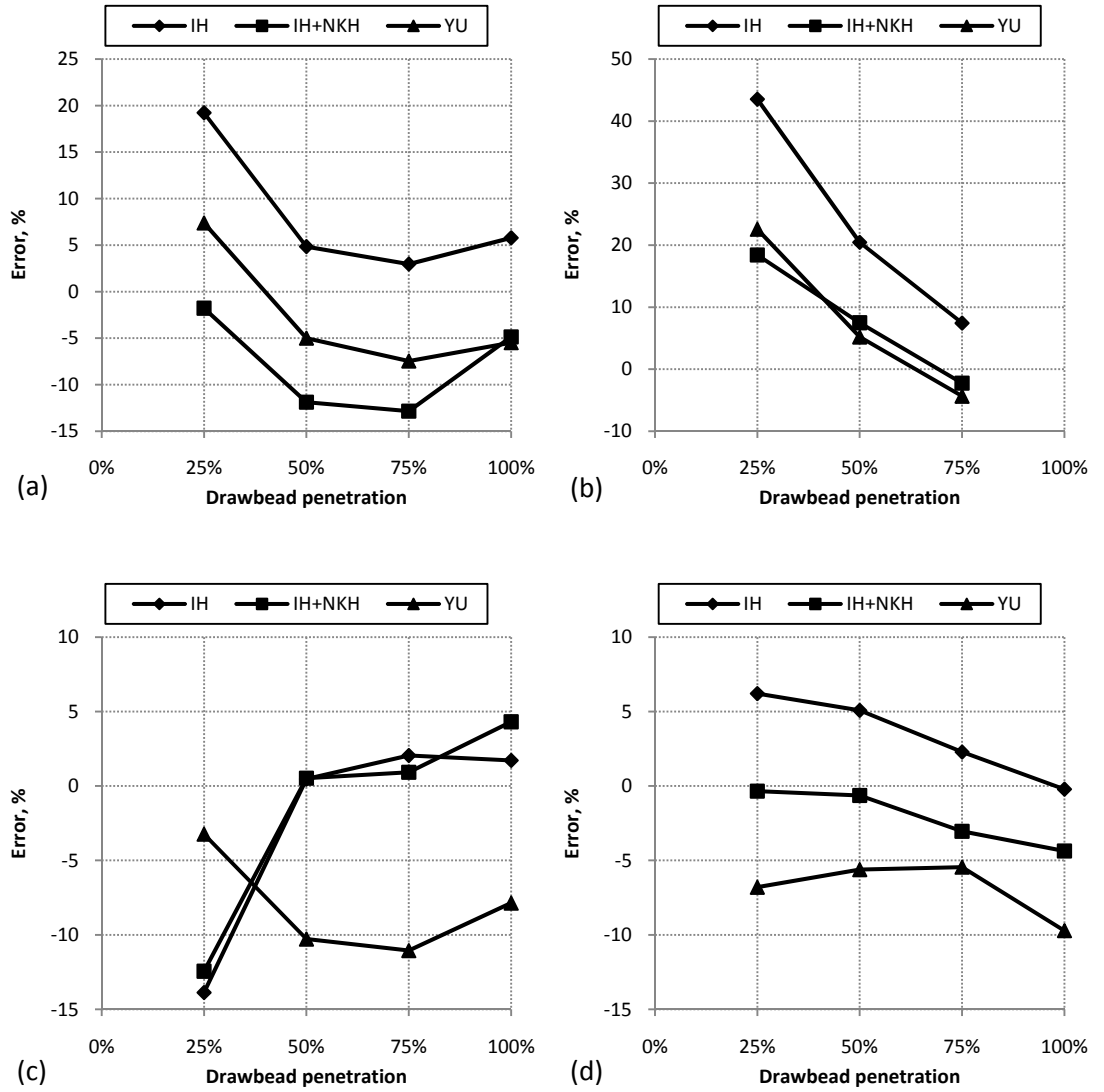 IH IH+NKH YU
25
20
15
10
5
0
-5
-10
-15
0% 25% 50% 75% 100%
Error, %
Drawbead penetration
(a)
IH IH+NKH YU
50
40
30
20
10
0
-10
0% 25% 50% 75% 100%
Error, %
Drawbead penetration
(b)
IH IH+NKH YU
10
5
0
-5
-10
-15
0% 25% 50% 75% 100%
Error, %
Drawbead penetration
(c)
IH IH+NKH YU
10
5
0
-5
-10
-15
0% 25% 50% 75% 100%
Error, %
Drawbead penetration
(d)